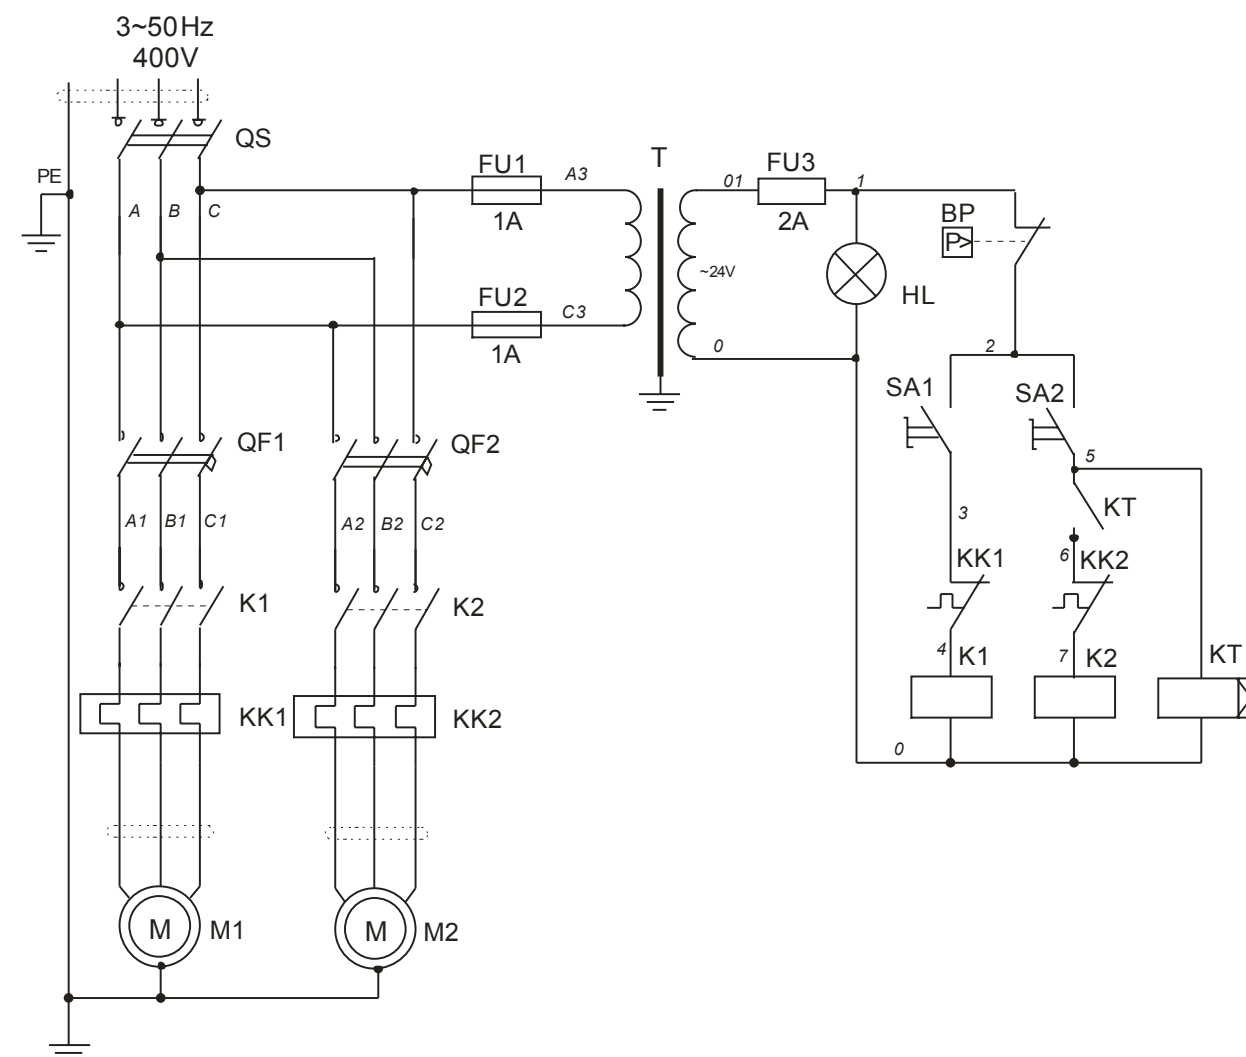 3~50Hz
400V
QS
PE
A
B
C
FU1
1A
A3
FU2
1A
C3
T
~24V
01
FU3
2A
1
HL
0
BP
P>
2
SA1
SA2
5
3
KT
6
KK1
KK2
4
K1
7
K2
KT
0
QF1
QF2
A1
B1
C1
A2
B2
C2
K1
K2
KK1
KK2
M
M1
M
M2